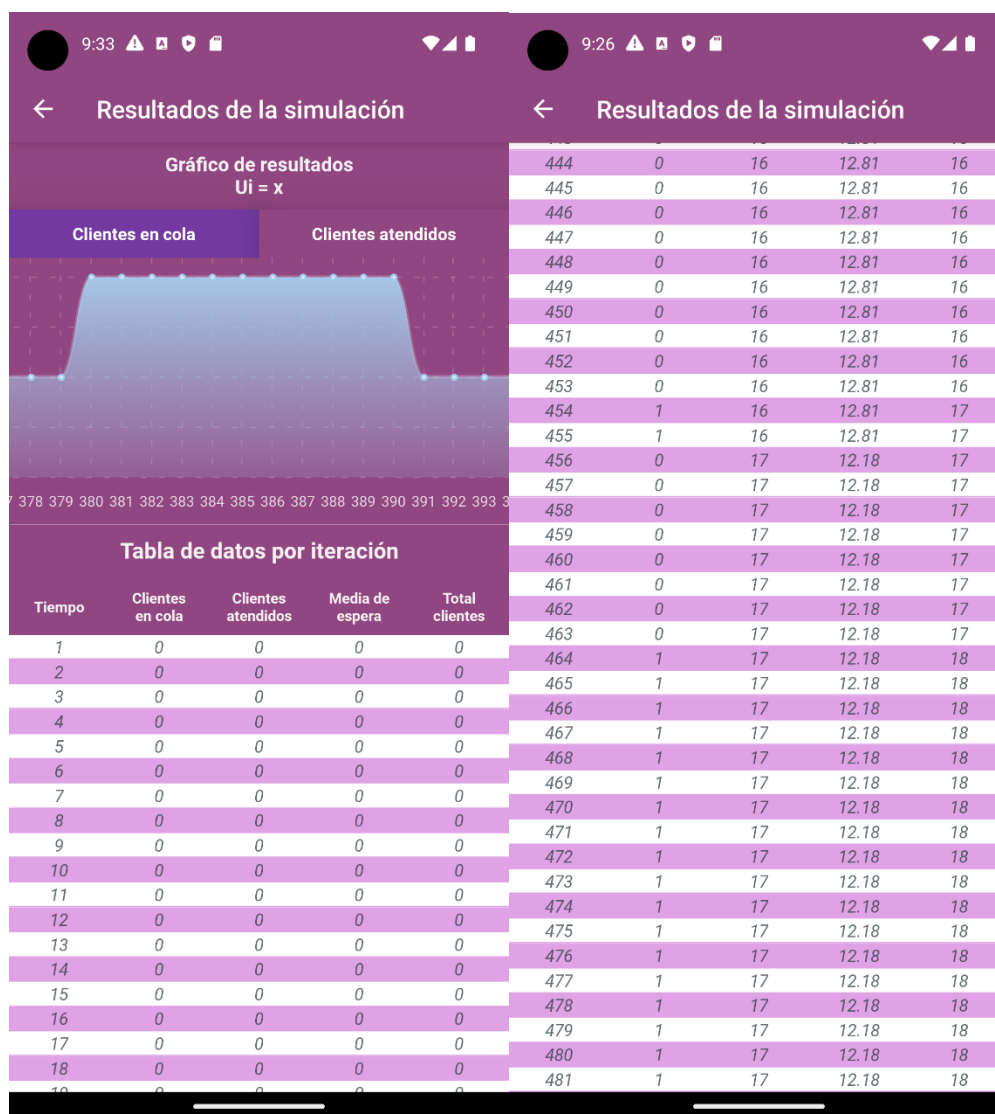 9:33
Resultados de la simulación
Gráfico de resultados
Ui = x
Clientes en cola Clientes atendidos
378 379 380 381 382 383 384 385 386 387 388 389 390 391 392 393
Tabla de datos por iteración
Tiempo Clientes en cola Clientes atendidos Media de espera Total clientes
1 0 0 0 0
2 0 0 0 0
3 0 0 0 0
4 0 0 0 0
5 0 0 0 0
6 0 0 0 0
7 0 0 0 0
8 0 0 0 0
9 0 0 0 0
10 0 0 0 0
11 0 0 0 0
12 0 0 0 0
13 0 0 0 0
14 0 0 0 0
15 0 0 0 0
16 0 0 0 0
17 0 0 0 0
18 0 0 0 0
9:26
Resultados de la simulación
444 0 16 12.81 16
445 0 16 12.81 16
446 0 16 12.81 16
447 0 16 12.81 16
448 0 16 12.81 16
449 0 16 12.81 16
450 0 16 12.81 16
451 0 16 12.81 16
452 0 16 12.81 16
453 0 16 12.81 16
454 1 16 12.81 17
455 1 16 12.81 17
456 0 17 12.18 17
457 0 17 12.18 17
458 0 17 12.18 17
459 0 17 12.18 17
460 0 17 12.18 17
461 0 17 12.18 17
462 0 17 12.18 17
463 0 17 12.18 17
464 1 17 12.18 18
465 1 17 12.18 18
466 1 17 12.18 18
467 1 17 12.18 18
468 1 17 12.18 18
469 1 17 12.18 18
470 1 17 12.18 18
471 1 17 12.18 18
472 1 17 12.18 18
473 1 17 12.18 18
474 1 17 12.18 18
475 1 17 12.18 18
476 1 17 12.18 18
477 1 17 12.18 18
478 1 17 12.18 18
479 1 17 12.18 18
480 1 17 12.18 18
481 1 17 12.18 18